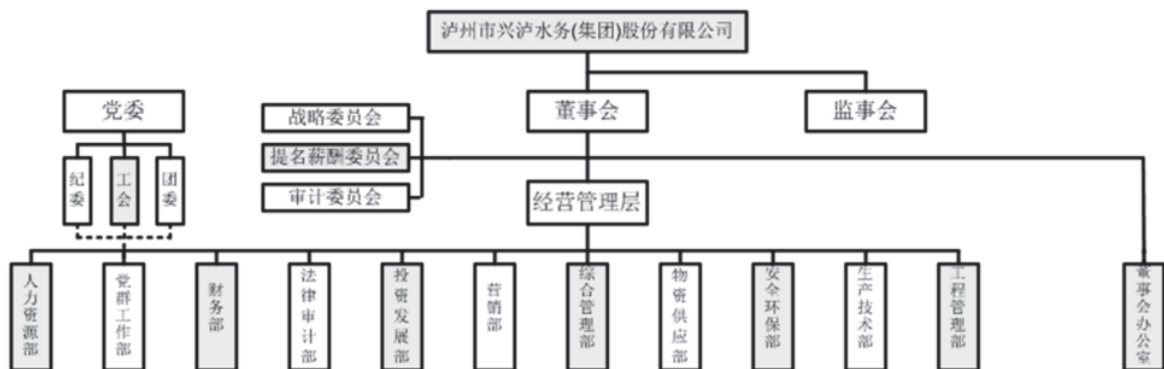 泸州市兴泸水务(集团)股份有限公司
党委
战略委员会
董事会
监事会
提名薪酬委员会
纪委
工会
团委
审计委员会
经营管理层
人力资源部
党群工作部
财务部
法律审计部
投资发展部
营销部
综合管理部
物资供应部
安全环保部
生产技术部
工程管理部
董事会办公室